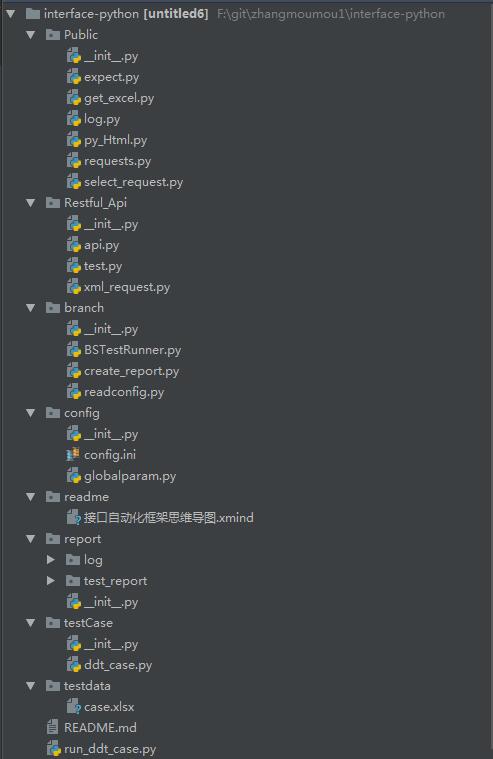 interface-python [untitled6] F:\git\zhangmoumou1\interface-python
Public
__init__.py
expect.py
get_excel.py
log.py
py_Html.py
requests.py
select_request.py
Restful_Api
__init__.py
api.py
test.py
xml_request.py
branch
__init__.py
BSTestRunner.py
create_report.py
readconfig.py
config
__init__.py
config.ini
globalparam.py
readme
接口自动化框架思维导图.xmind
report
log
test_report
__init__.py
testCase
__init__.py
ddt_case.py
testdata
case.xlsx
README.md
run_ddt_case.py